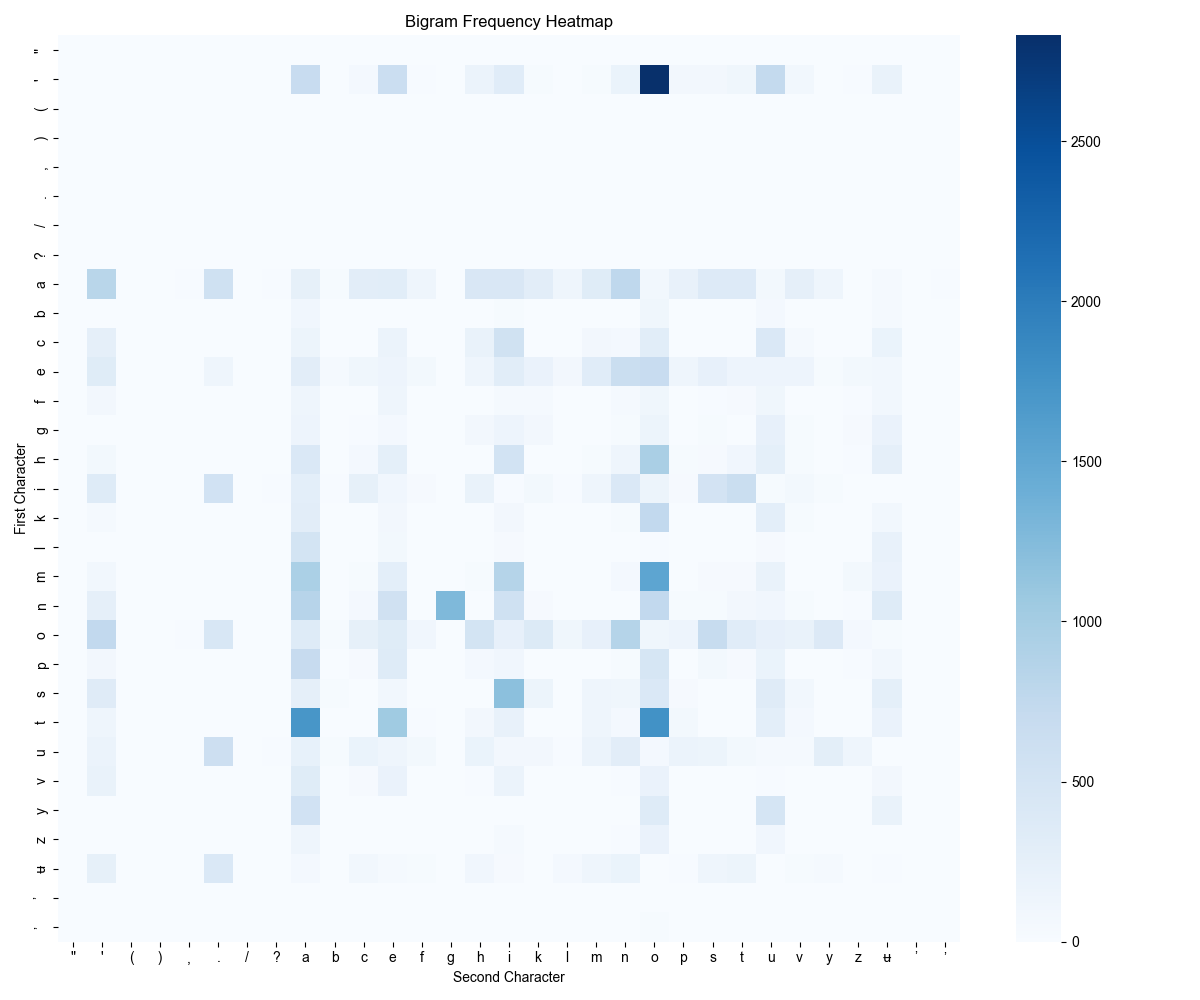 Bigram Frequency Heatmap
First Character
"
'
(
)
,
.
/
?
a
b
c
e
f
g
h
i
k
l
m
n
o
p
s
t
u
v
y
z
ʉ
2500
2000
1500
1000
500
0
" ' ( ) , . / ? a b c e f g h i k l m n o p s t u v y z ʉ ’ ’
Second Character